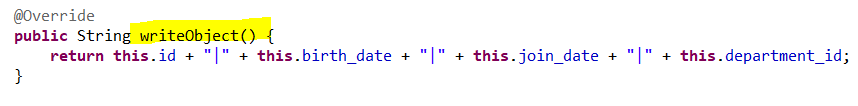 @Override
public String writeObject() {
return this.id + "|" + this.birth_date + "|" + this.join_date + "|" + this.department_id;
}